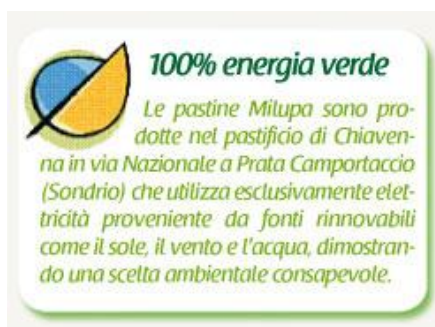 100% energia verde
Le pastine Milupa sono pro-
dotte nel pastificio di Chiaven-
na in via Nazionale a Prata Camportaccio
(Sondrio) che utilizza esclusivamente elet-
tricità proveniente da fonti rinnovabili
come il sole, il vento e l'acqua, dimostran-
do una scelta ambientale consapevole.